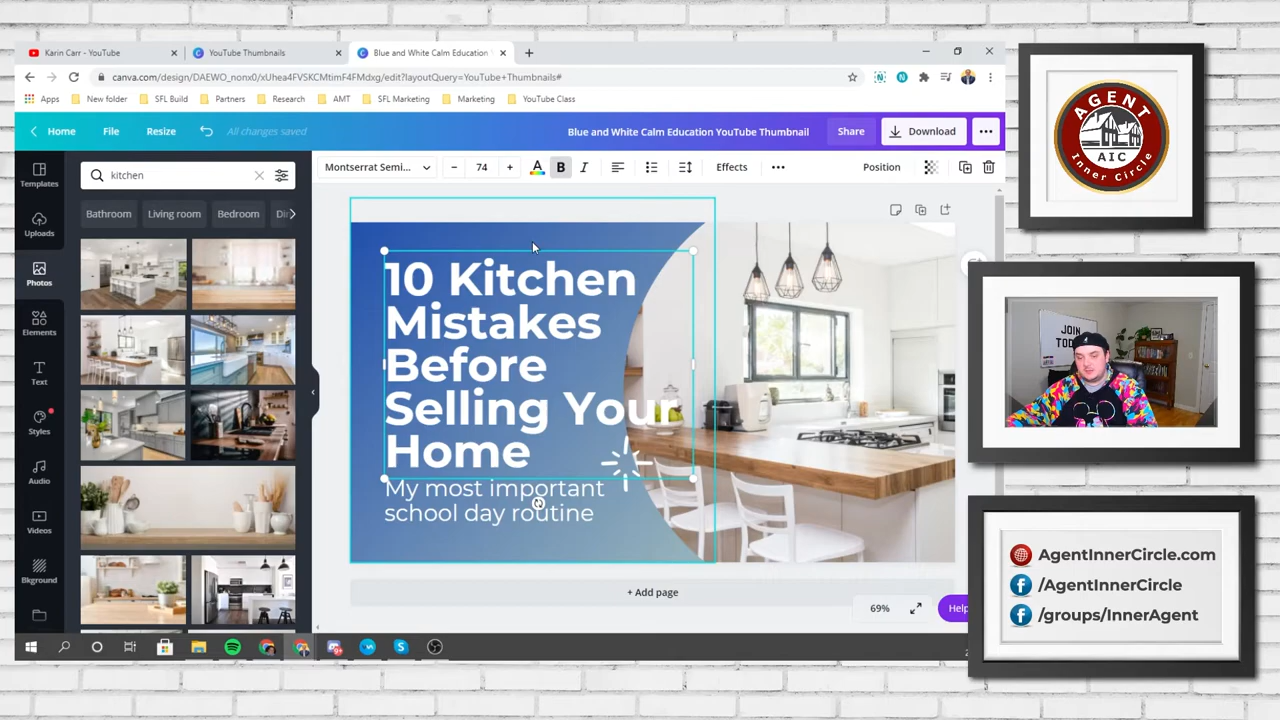 Karin Carr - YouTube
YouTube Thumbnails
Blue and White Calm Education
canva.com/design/DAEWO_nonx0/xUhea4FVSKCMtimF4FMdxg/edit?layoutQuery=YouTube+Thumbnails#
Apps
New folder
SFL Build
Partners
Research
AMT
SFL Marketing
Marketing
YouTube Class
Home
File
Resize
All changes saved
Blue and White Calm Education YouTube Thumbnail
Share
Download
Templates
Uploads
Photos
Elements
Text
Styles
Audio
Videos
Bkground
kitchen
Bathroom
Living room
Bedroom
Montserrat Semi...
74
A
B
I
Effects
Position
10 Kitchen
Mistakes
Before
Selling Your
Home
My most important
school day routine
+ Add page
69%
Help
AGENT
AIC
Inner Circle
JOIN
AgentInnerCircle.com
/AgentInnerCircle
/groups/InnerAgent